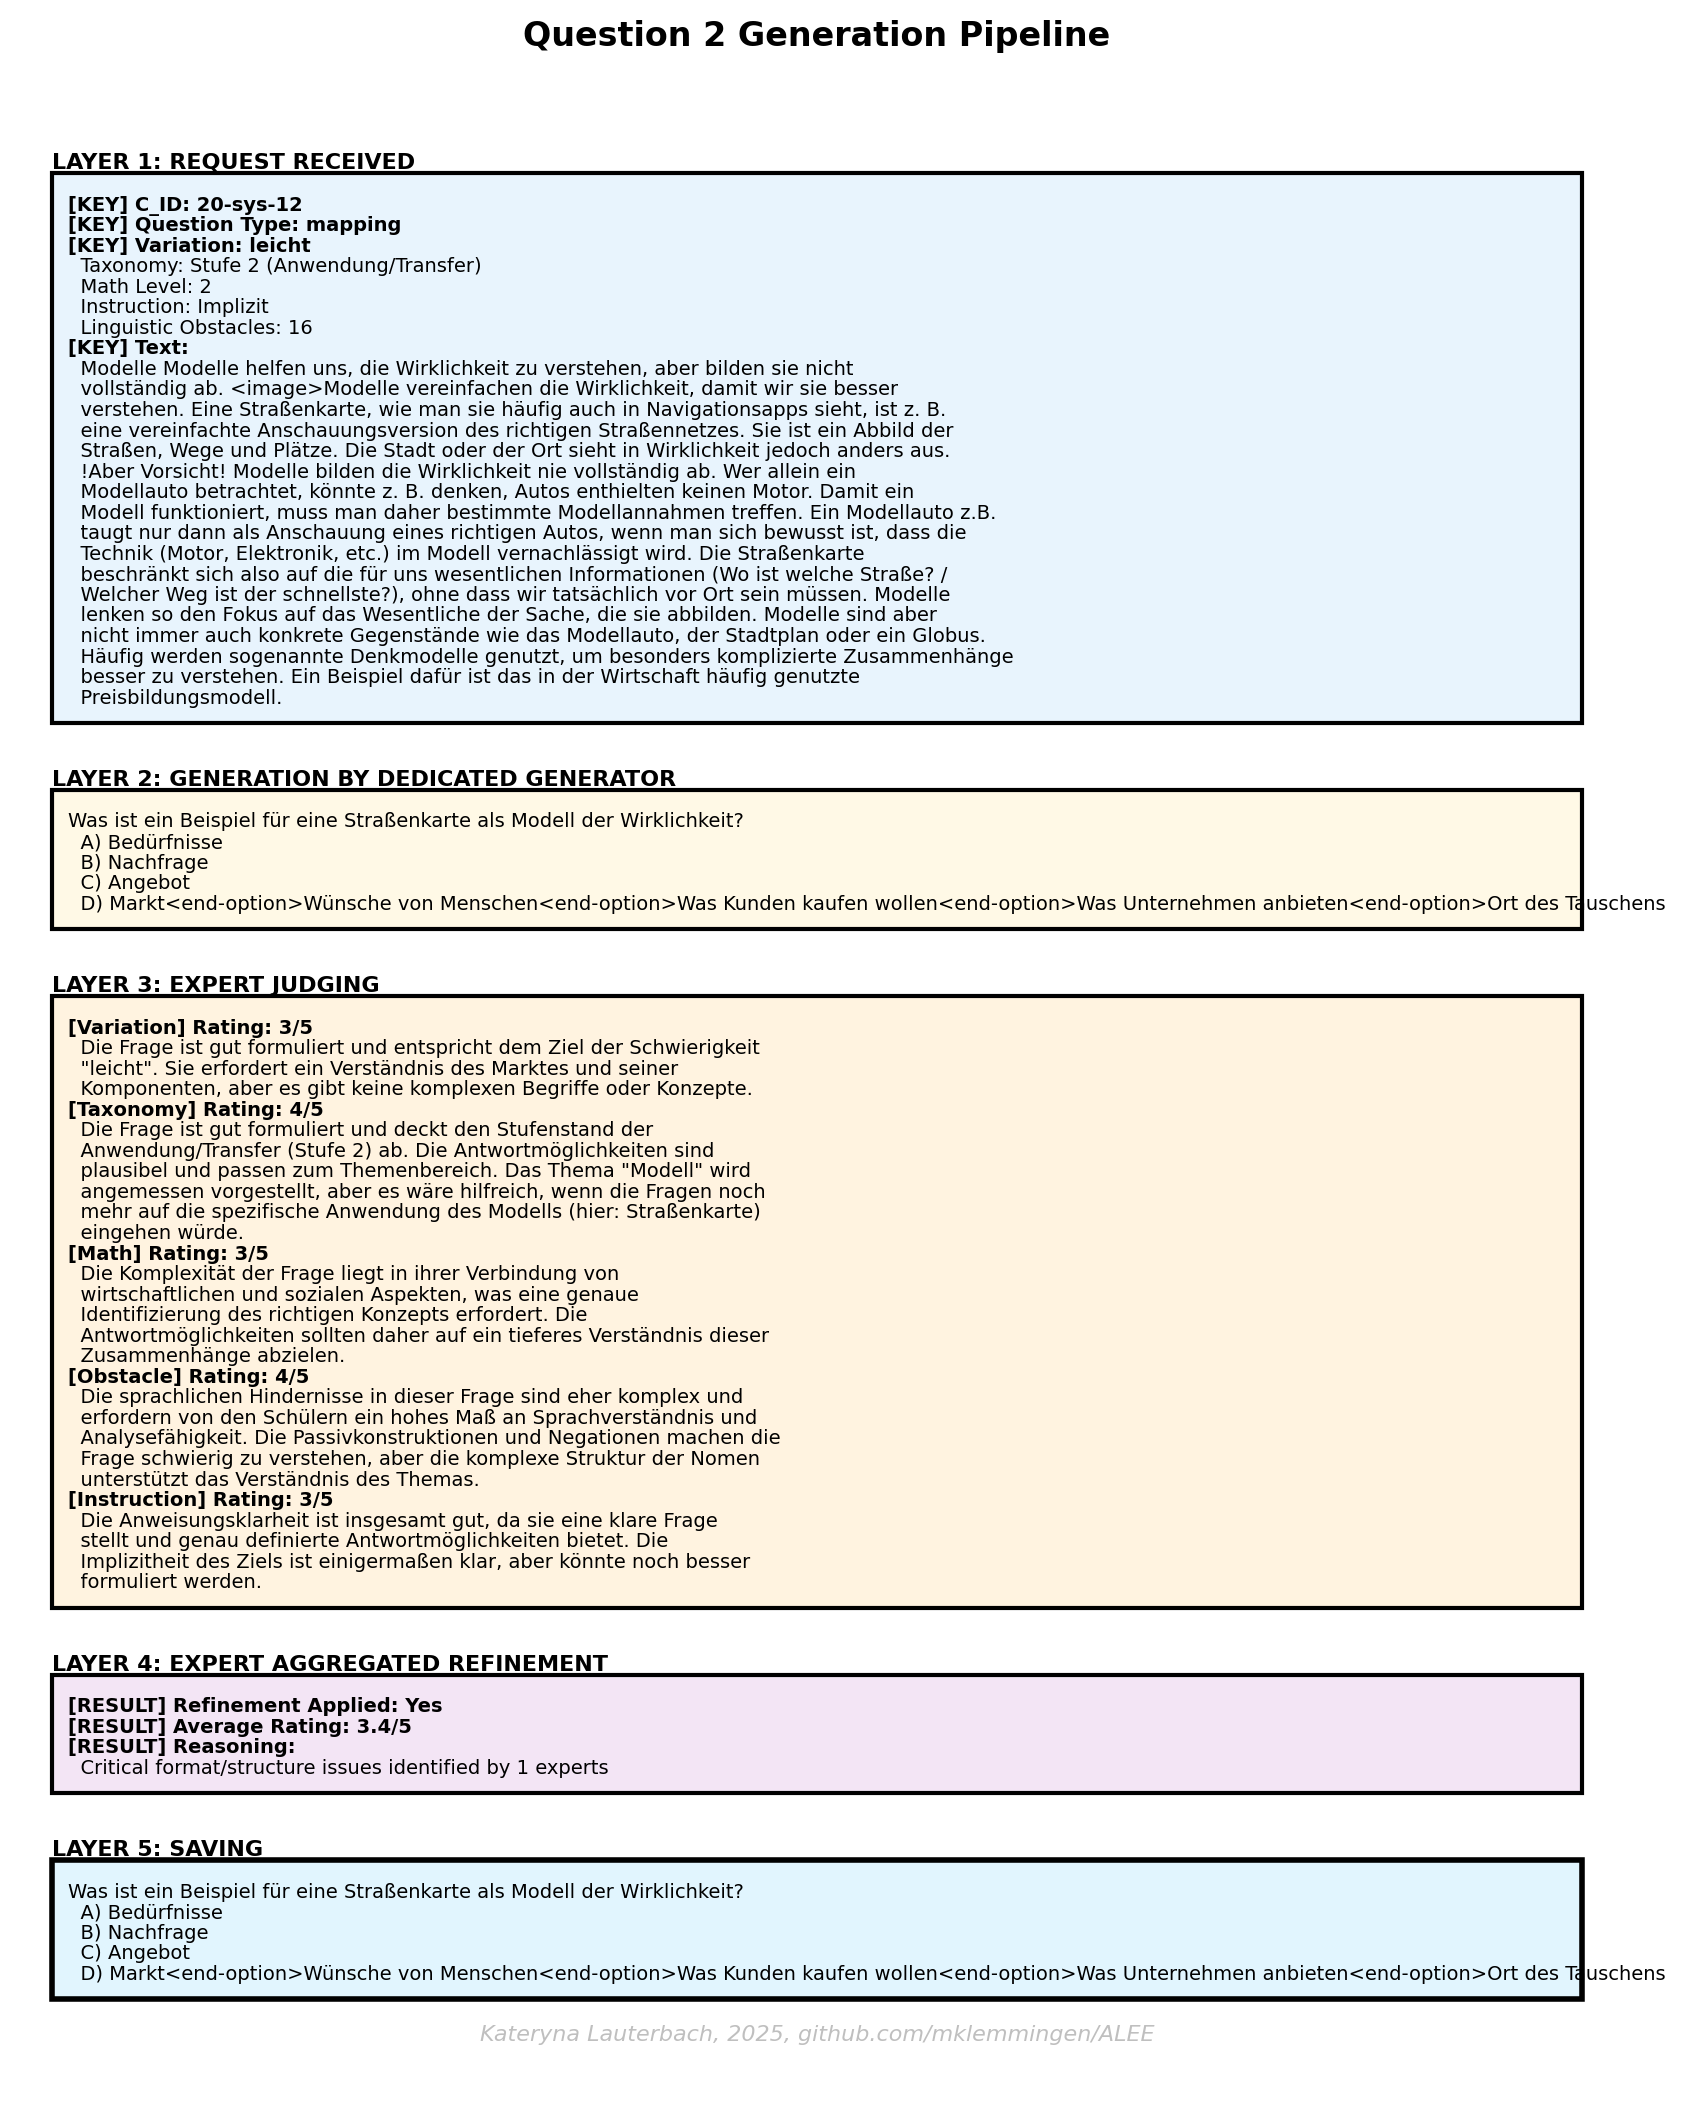 Question 2 Generation Pipeline
LAYER 1: REQUEST RECEIVED
[KEY] C_ID: 20-sys-12
[KEY] Question Type: mapping
[KEY] Variation: leicht
Taxonomy: Stufe 2 (Anwendung/Transfer)
Math Level: 2
Instruction: Implizit
Linguistic Obstacles: 16
[KEY] Text:
Modelle Modelle helfen uns, die Wirklichkeit zu verstehen, aber bilden sie nicht
vollständig ab. <image>Modelle vereinfachen die Wirklichkeit, damit wir sie besser
verstehen. Eine Straßenkarte, wie man sie häufig auch in Navigationsapps sieht, ist z. B.
eine vereinfachte Anschauungsversion des richtigen Straßennetzes. Sie ist ein Abbild der
Straßen, Wege und Plätze. Die Stadt oder der Ort sieht in Wirklichkeit jedoch anders aus.
!Aber Vorsicht! Modelle bilden die Wirklichkeit nie vollständig ab. Wer allein ein
Modellauto betrachtet, könnte z. B. denken, Autos enthielten keinen Motor. Damit ein
Modell funktioniert, muss man daher bestimmte Modellannahmen treffen. Ein Modellauto z.B.
taugt nur dann als Anschauung eines richtigen Autos, wenn man sich bewusst ist, dass die
Technik (Motor, Elektronik, etc.) im Modell vernachlässigt wird. Die Straßenkarte
beschränkt sich also auf die für uns wesentlichen Informationen (Wo ist welche Straße? /
Welcher Weg ist der schnellste?), ohne dass wir tatsächlich vor Ort sein müssen. Modelle
lenken so den Fokus auf das Wesentliche der Sache, die sie abbilden. Modelle sind aber
nicht immer auch konkrete Gegenstände wie das Modellauto, der Stadtplan oder ein Globus.
Häufig werden sogenannte Denkmodelle genutzt, um besonders komplizierte Zusammenhänge
besser zu verstehen. Ein Beispiel dafür ist das in der Wirtschaft häufig genutzte
Preisbildungsmodell.
LAYER 2: GENERATION BY DEDICATED GENERATOR
Was ist ein Beispiel für eine Straßenkarte als Modell der Wirklichkeit?
A) Bedürfnisse
B) Nachfrage
C) Angebot
D) Markt<end-option>Wünsche von Menschen<end-option>Was Kunden kaufen wollen<end-option>Was Unternehmen anbieten<end-option>Ort des Tauschens
LAYER 3: EXPERT JUDGING
[Variation] Rating: 3/5
Die Frage ist gut formuliert und entspricht dem Ziel der Schwierigkeit
"leicht". Sie erfordert ein Verständnis des Marktes und seiner
Komponenten, aber es gibt keine komplexen Begriffe oder Konzepte.
[Taxonomy] Rating: 4/5
Die Frage ist gut formuliert und deckt den Stufenstand der
Anwendung/Transfer (Stufe 2) ab. Die Antwortmöglichkeiten sind
plausibel und passen zum Themenbereich. Das Thema "Modell" wird
angemessen vorgestellt, aber es wäre hilfreich, wenn die Fragen noch
mehr auf die spezifische Anwendung des Modells (hier: Straßenkarte)
eingehen würde.
[Math] Rating: 3/5
Die Komplexität der Frage liegt in ihrer Verbindung von
wirtschaftlichen und sozialen Aspekten, was eine genaue
Identifizierung des richtigen Konzepts erfordert. Die
Antwortmöglichkeiten sollten daher auf ein tieferes Verständnis dieser
Zusammenhänge abzielen.
[Obstacle] Rating: 4/5
Die sprachlichen Hindernisse in dieser Frage sind eher komplex und
erfordern von den Schülern ein hohes Maß an Sprachverständnis und
Analysefähigkeit. Die Passivkonstruktionen und Negationen machen die
Frage schwierig zu verstehen, aber die komplexe Struktur der Nomen
unterstützt das Verständnis des Themas.
[Instruction] Rating: 3/5
Die Anweisungsklarheit ist insgesamt gut, da sie eine klare Frage
stellt und genau definierte Antwortmöglichkeiten bietet. Die
Implizitheit des Ziels ist einigermaßen klar, aber könnte noch besser
formuliert werden.
LAYER 4: EXPERT AGGREGATED REFINEMENT
[RESULT] Refinement Applied: Yes
[RESULT] Average Rating: 3.4/5
[RESULT] Reasoning:
Critical format/structure issues identified by 1 experts
LAYER 5: SAVING
Was ist ein Beispiel für eine Straßenkarte als Modell der Wirklichkeit?
A) Bedürfnisse
B) Nachfrage
C) Angebot
D) Markt<end-option>Wünsche von Menschen<end-option>Was Kunden kaufen wollen<end-option>Was Unternehmen anbieten<end-option>Ort des Tauschens
Kateryna Lauterbach, 2025, github.com/mklemmingen/ALEE